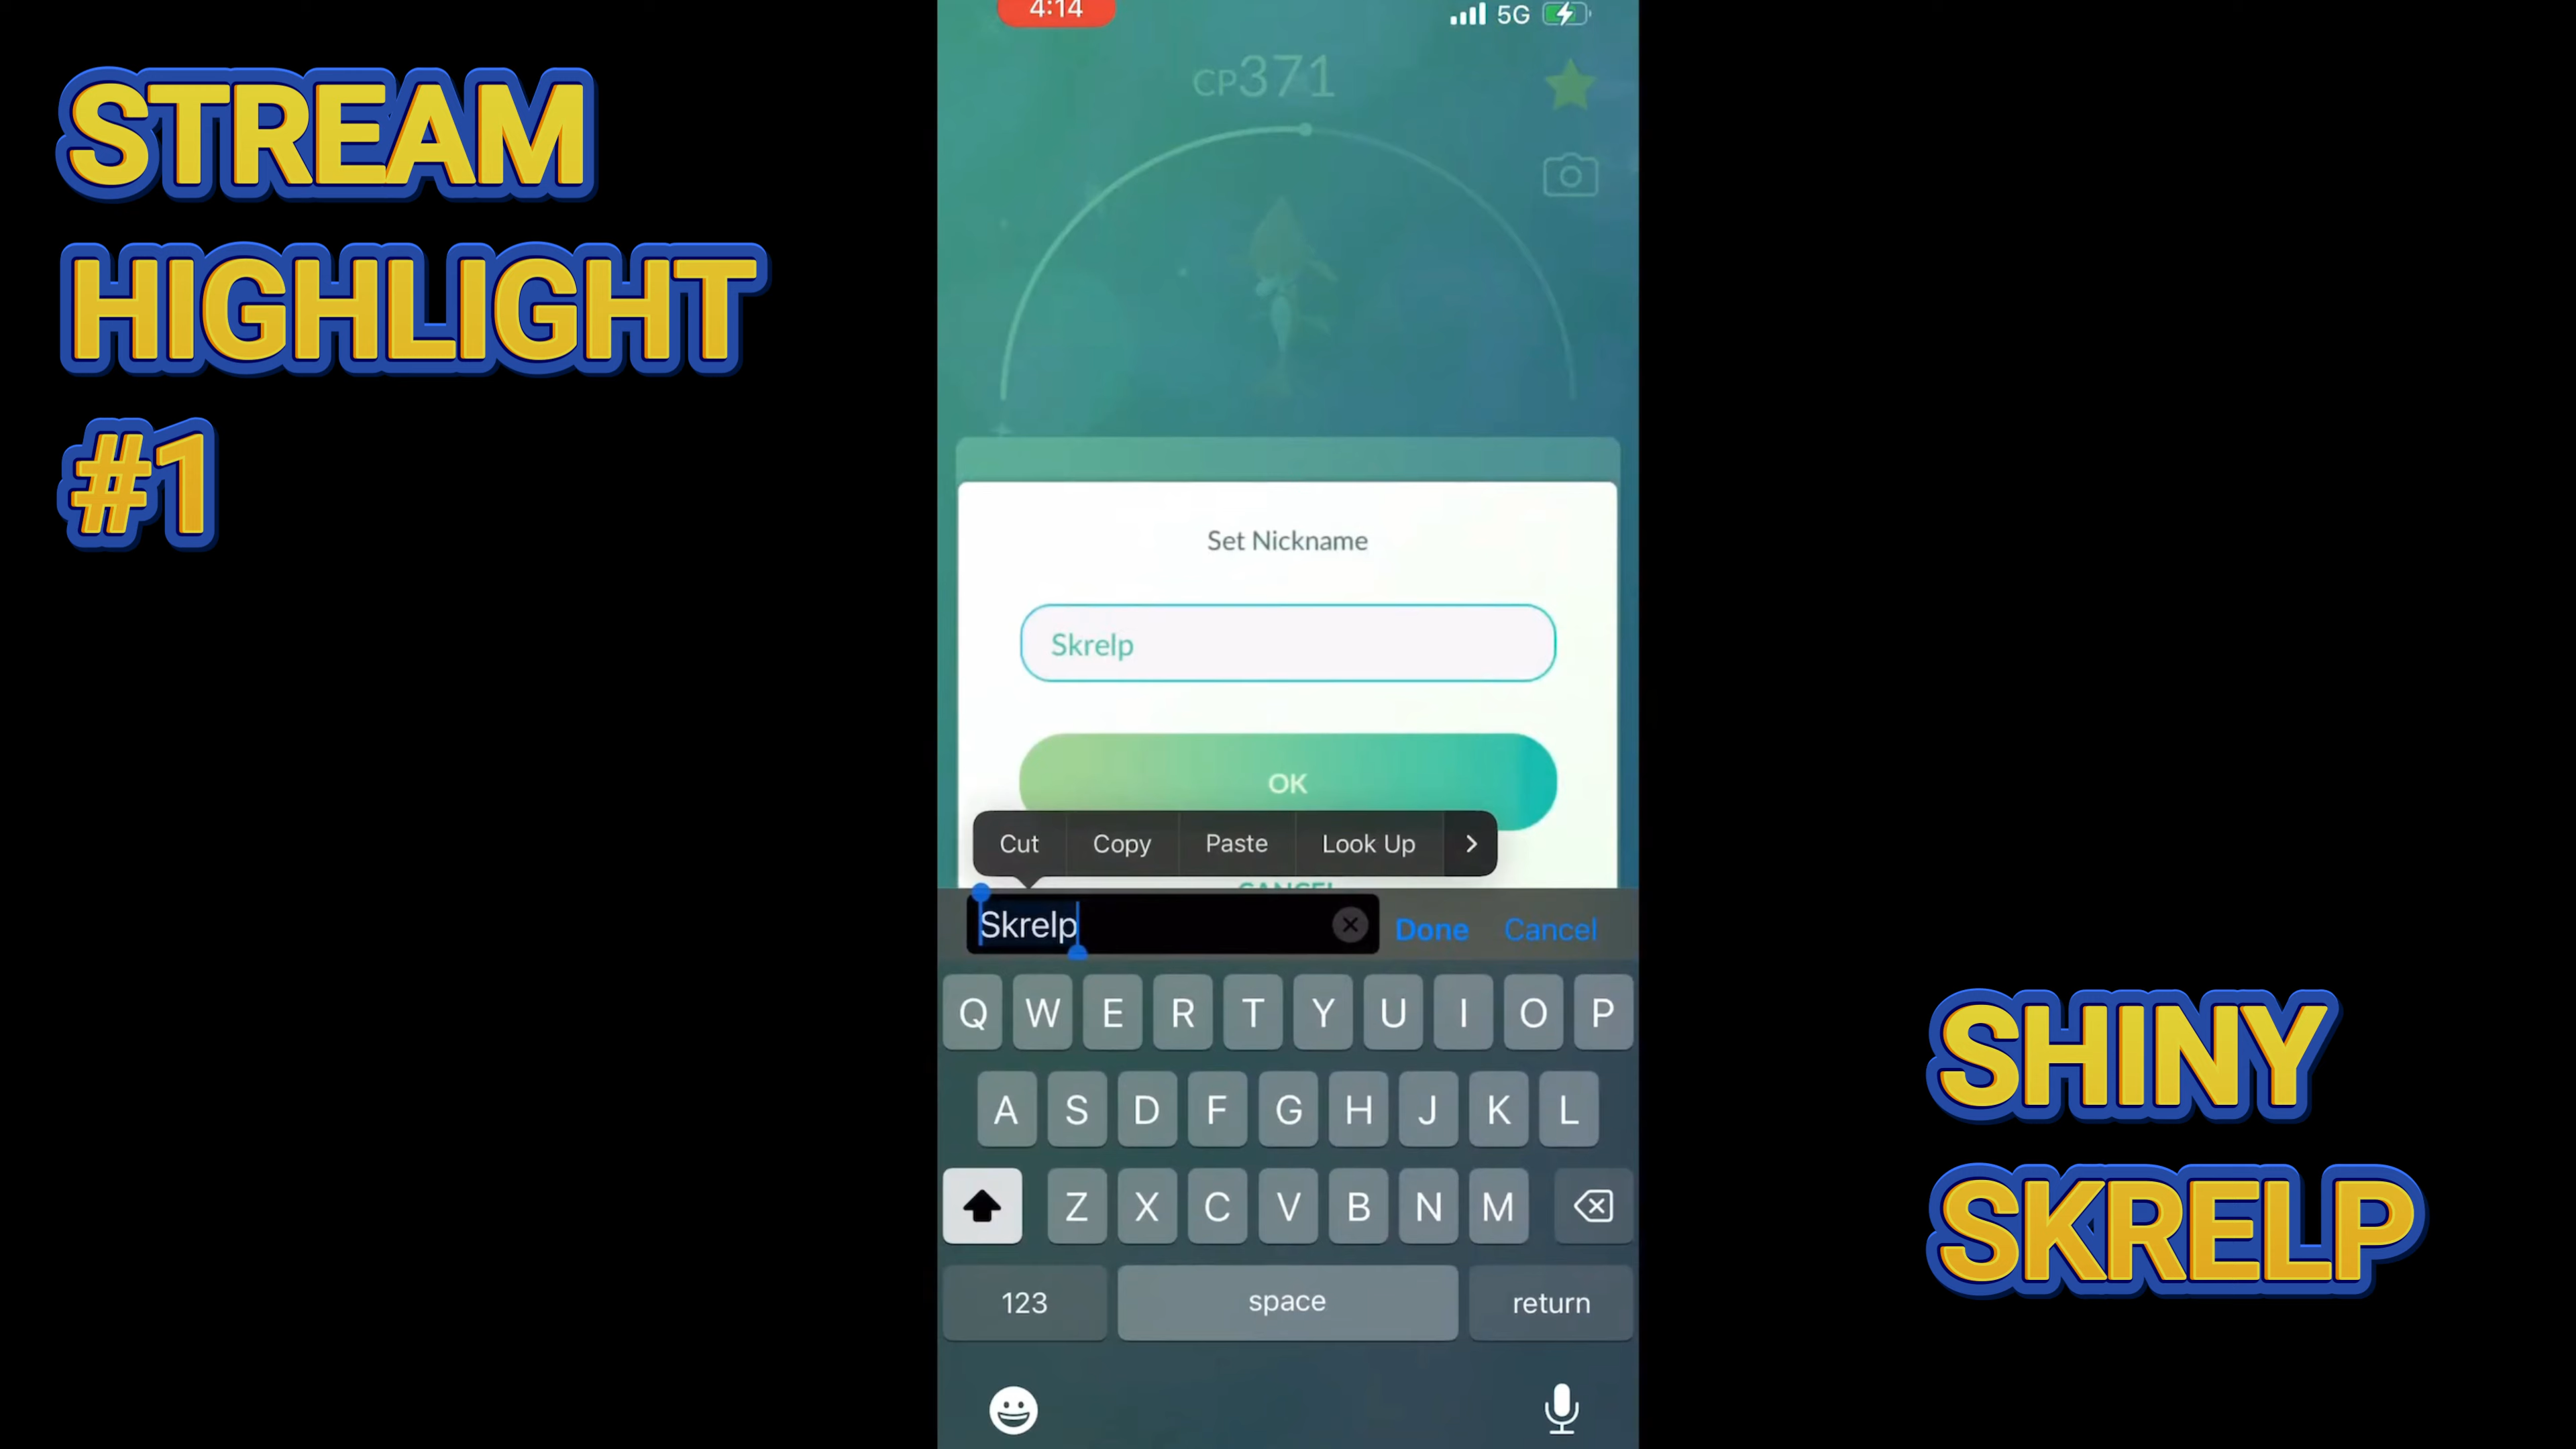 STREAM
HIGHLIGHT
#1
4:14
5G
CP371
Set Nickname
Skrelp
OK
Cut Copy Paste Look Up
CANCEL
Skrelp Done Cancel
Q W E R T Y U I O P
A S D F G H J K L
Z X C V B N M
123 space return
SHINY
SKRELP